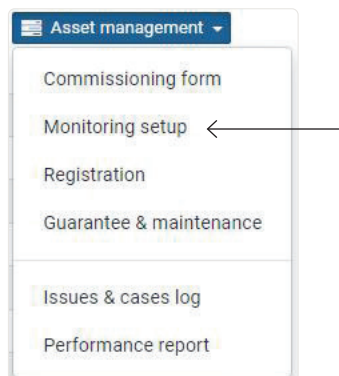 Asset management
Commissioning form
Monitoring setup
Registration
Guarantee & maintenance
Issues & cases log
Performance report